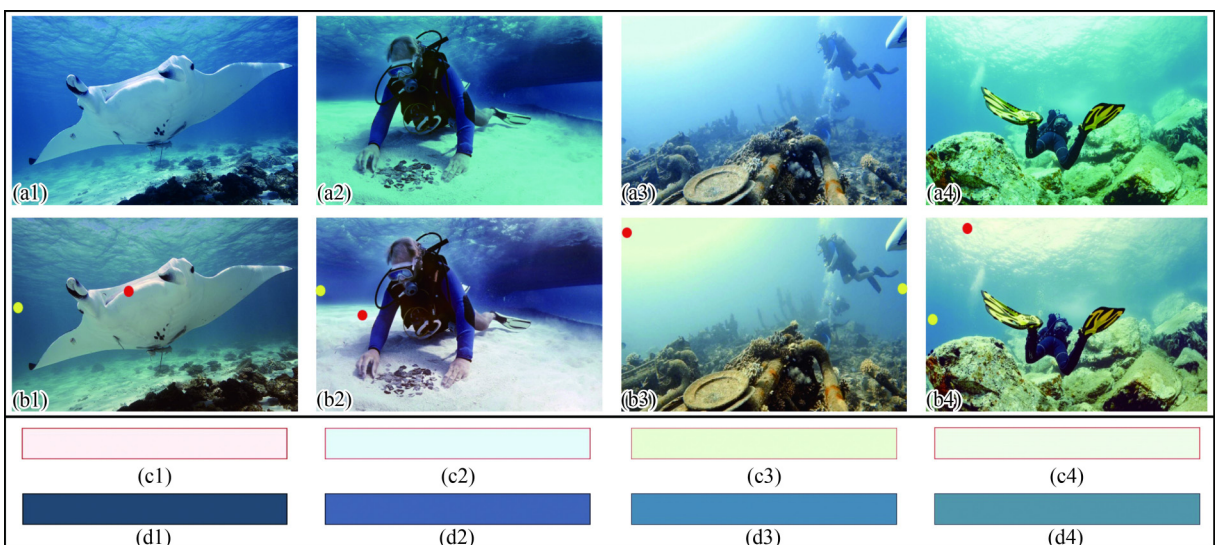 (a1) (a2) (a3) (a4)
(b1) (b2) (b3) (b4)
(c1) (c2) (c3) (c4)
(d1) (d2) (d3) (d4)